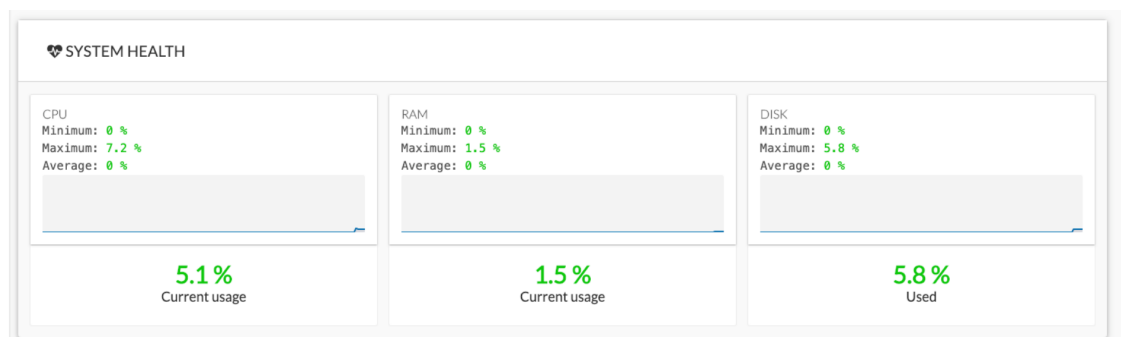 SYSTEM HEALTH
CPU
Minimum: 0 %
Maximum: 7.2 %
Average: 0 %
5.1 %
Current usage
RAM
Minimum: 0 %
Maximum: 1.5 %
Average: 0 %
1.5 %
Current usage
DISK
Minimum: 0 %
Maximum: 5.8 %
Average: 0 %
5.8 %
Used